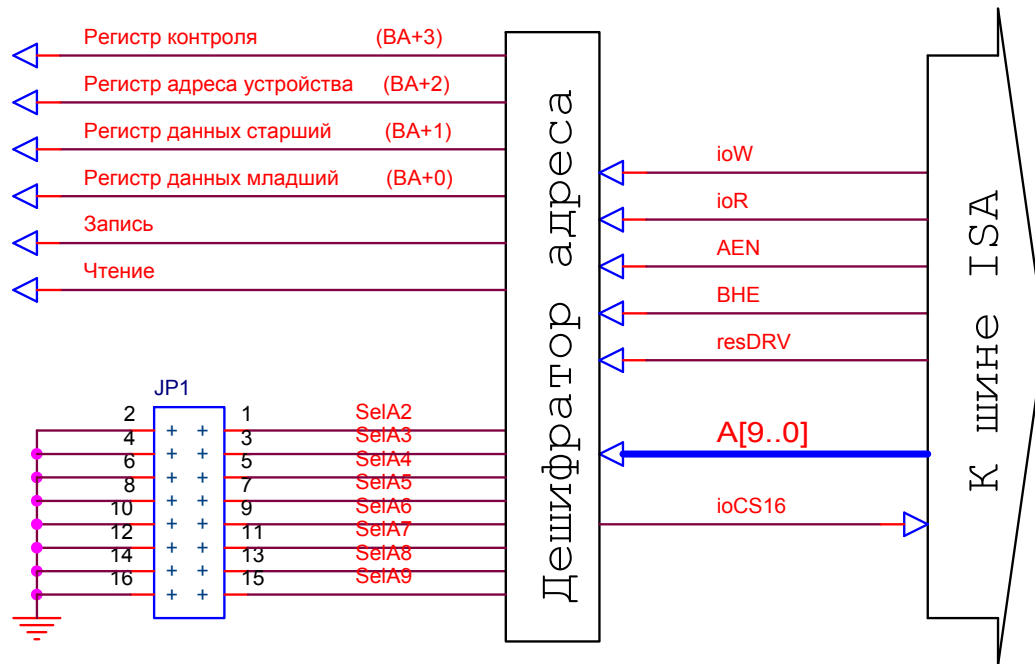 Регистр контроля (BA+3)
Регистр адреса устройства (BA+2)
Регистр данных старший (BA+1)
Регистр данных младший (BA+0)
Запись
Чтение
JP1
2 1 SelA2
4 3 SelA3
6 5 SelA4
8 7 SelA5
10 9 SelA6
12 11 SelA7
14 13 SelA8
16 15 SelA9
Дешифратор адреса
ioW
ioR
AEN
BHE
resDRV
A[9..0]
ioCS16
К шине ISA